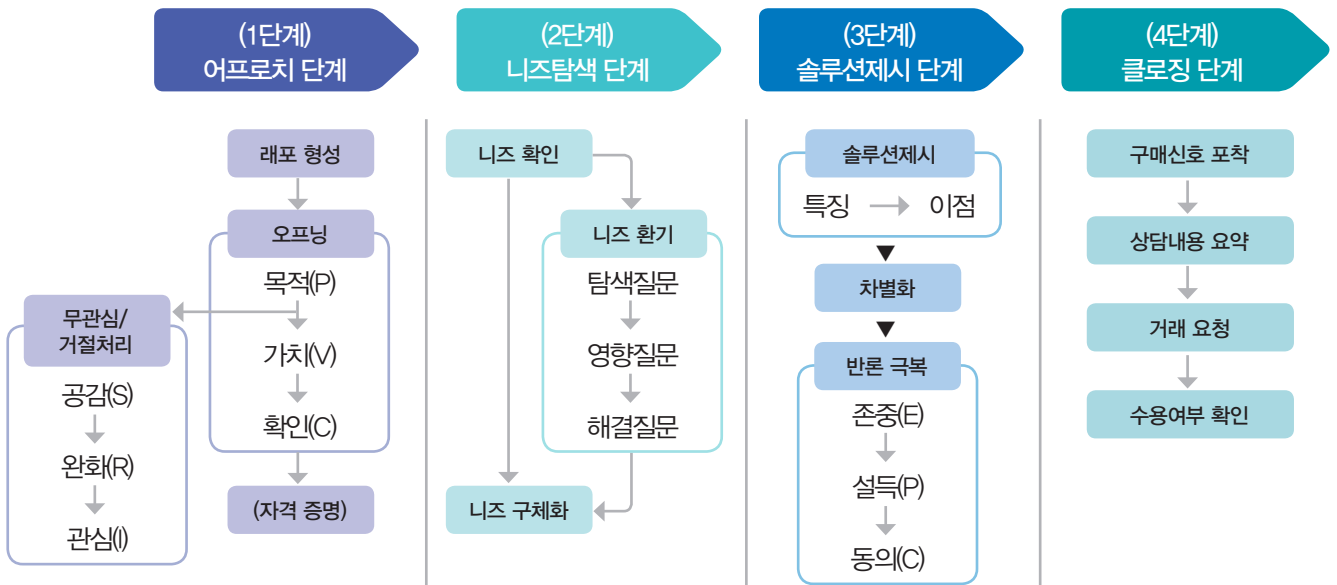 (1단계)
어프로치 단계
(2단계)
니즈탐색 단계
(3단계)
솔루션제시 단계
(4단계)
클로징 단계
래포 형성
오프닝
목적(P)
가치(V)
확인(C)
(자격 증명)
무관심/
거절처리
공감(S)
완화(R)
관심(I)
니즈 확인
니즈 환기
탐색질문
영향질문
해결질문
니즈 구체화
솔루션제시
특징
이점
차별화
반론 극복
존중(E)
설득(P)
동의(C)
구매신호 포착
상담내용 요약
거래 요청
수용여부 확인